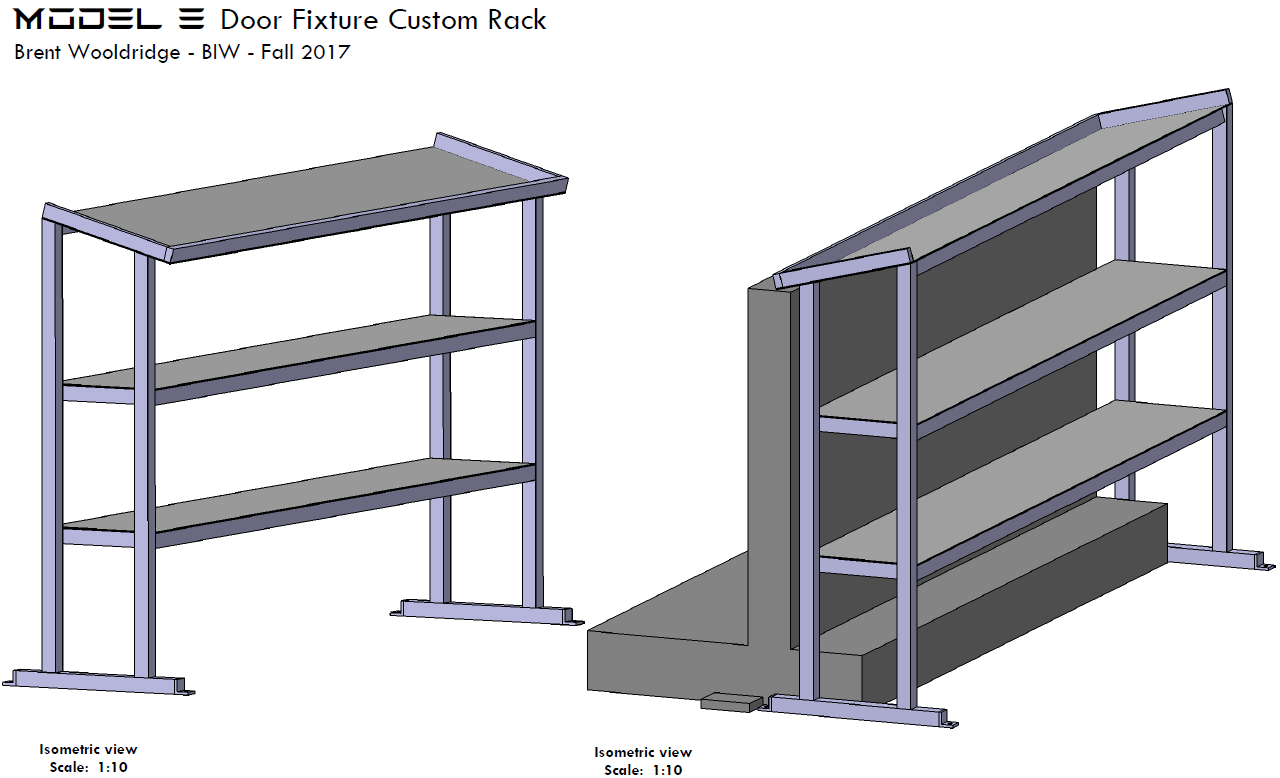 MODEL 3 Door Fixture Custom Rack
Brent Wooldridge - BIW - Fall 2017
Isometric view
Scale: 1:10
Isometric view
Scale: 1:10